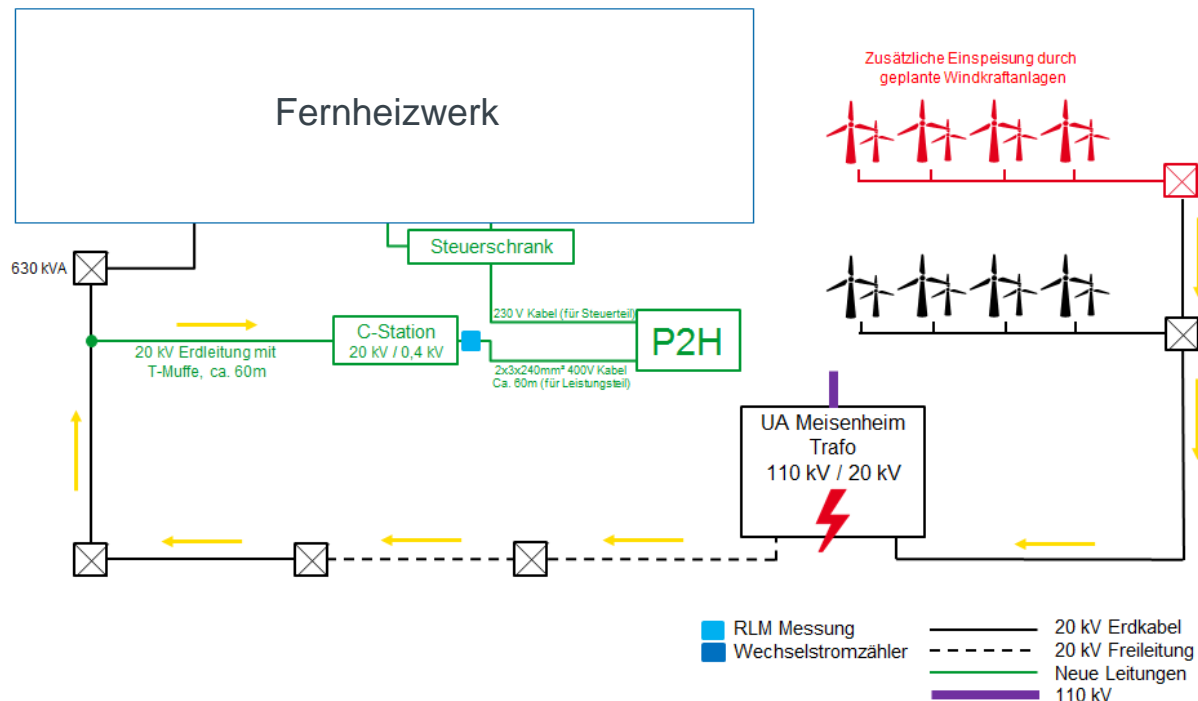 Fernheizwerk
Zusätzliche Einspeisung durch
geplante Windkraftanlagen
Steuerschrank
630 kVA
230 V Kabel (für Steuerteil)
C-Station
20 kV / 0,4 kV
P2H
20 kV Erdleitung mit
T-Muffe, ca. 60m
2x3x240mm² 400V Kabel
Ca. 60m (für Leistungsteil)
UA Meisenheim
Trafo
110 kV / 20 kV
RLM Messung
Wechselstromzähler
20 kV Erdkabel
20 kV Freileitung
Neue Leitungen
110 kV